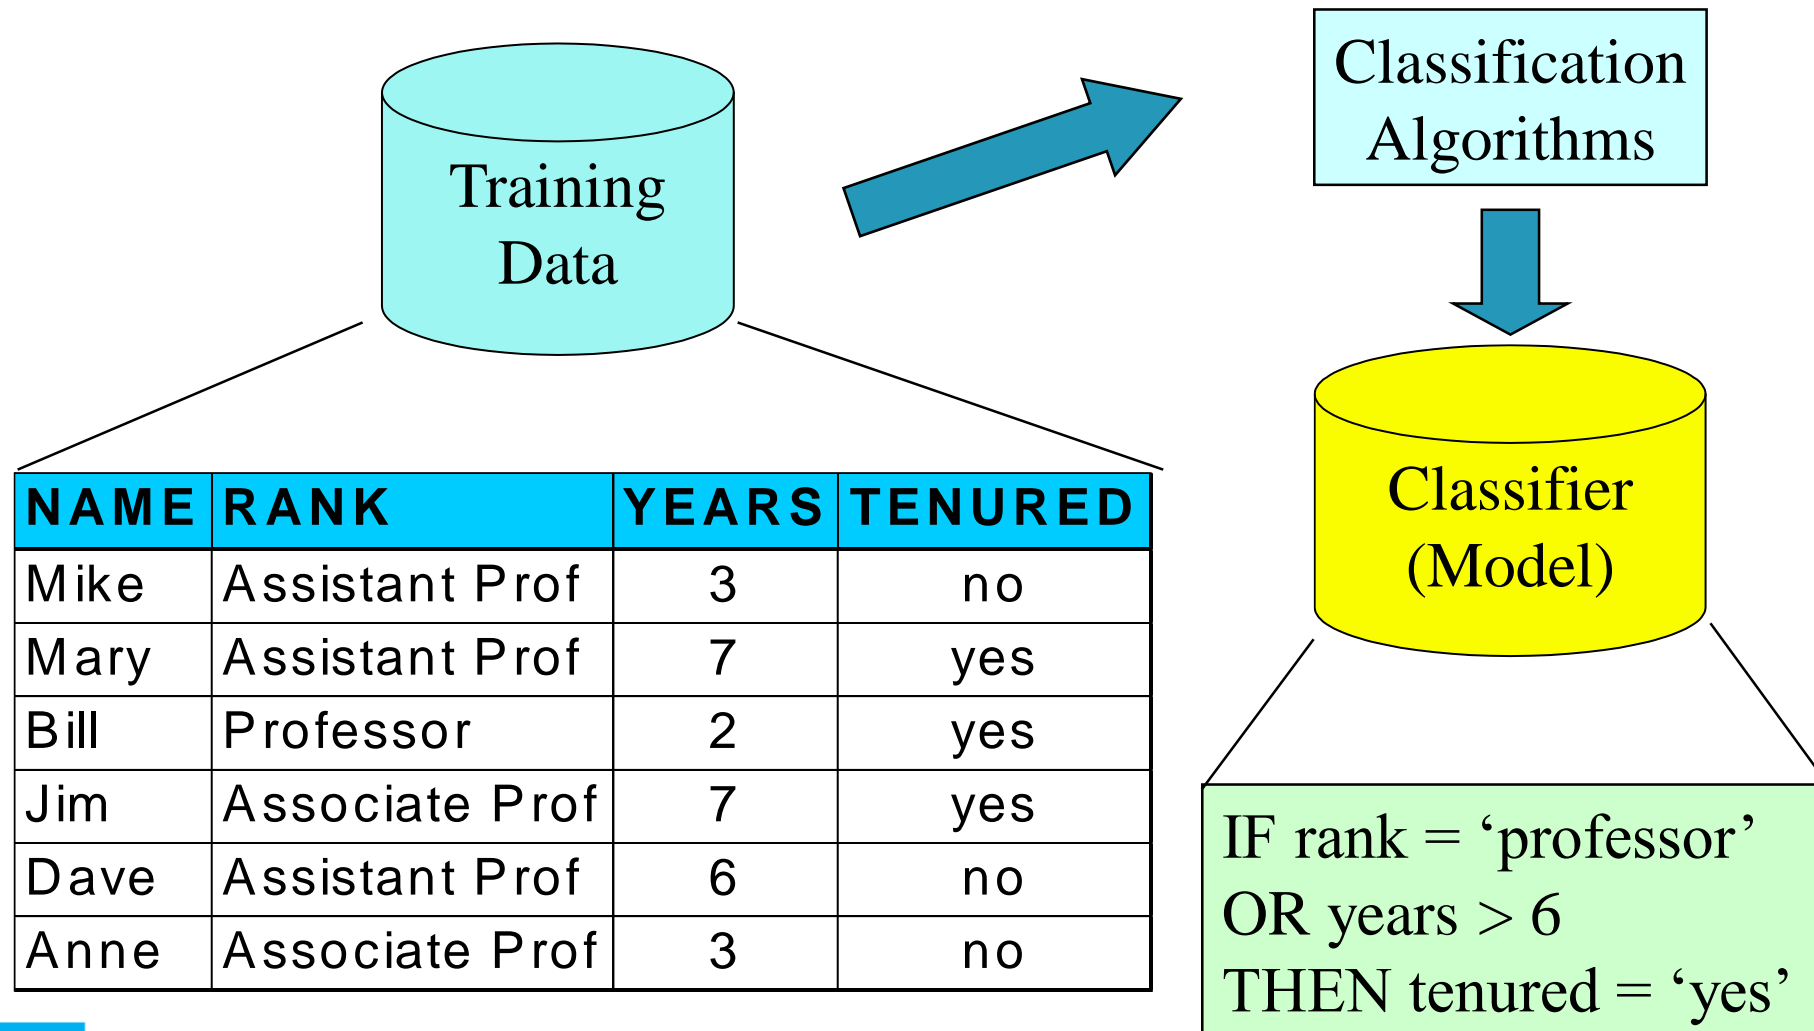 Training
Data
Classification
Algorithms
Classifier
(Model)
NAME RANK YEARS TENURED
Mike Assistant Prof 3 no
Mary Assistant Prof 7 yes
Bill Professor 2 yes
Jim Associate Prof 7 yes
Dave Assistant Prof 6 no
Anne Associate Prof 3 no
IF rank = ‘professor’
OR years > 6
THEN tenured = ‘yes’